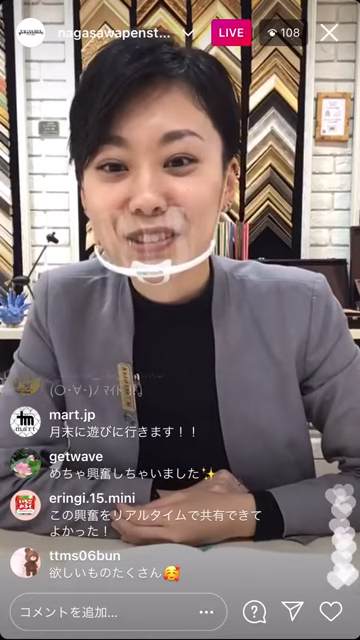 nagasawapenst...
LIVE
108
(○･∀･)ﾉ ﾏｲﾄﾞｯ!
mart.jp
月末に遊びに行きます！！
getwave
めちゃ興奮しちゃいました✨
eringi.15.mini
この興奮をリアルタイムで共有できて
よかった！
ttms06bun
欲しいものたくさん🥰
コメントを追加...